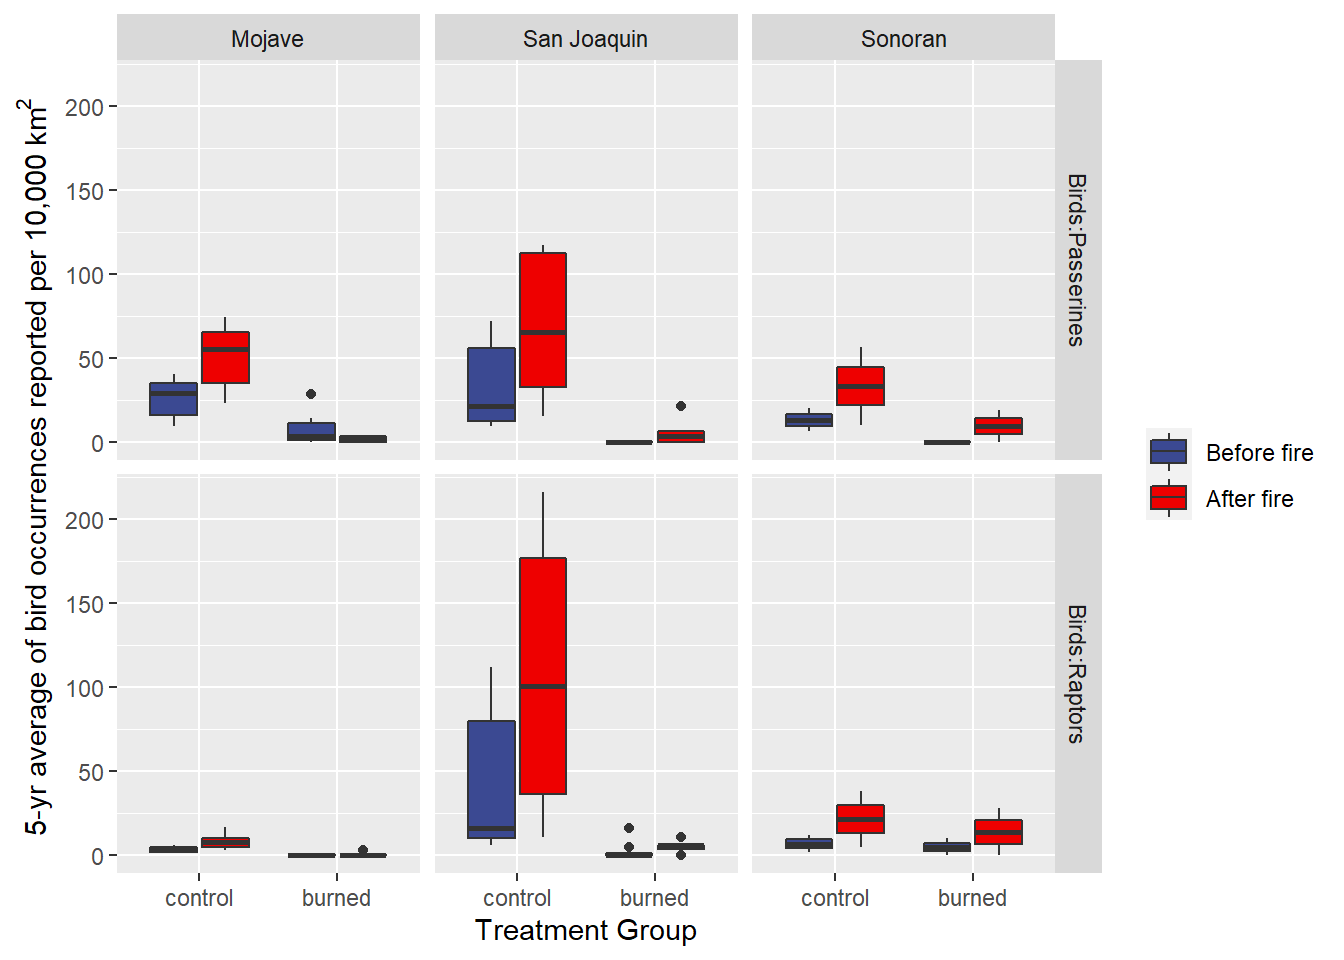 Mojave
San Joaquin
Sonoran
5-yr average of bird occurrences reported per 10,000 km²
200
150
100
50
0
Birds:Passerines
200
150
100
50
0
Birds:Raptors
control
burned
control
burned
control
burned
Treatment Group
Before fire
After fire